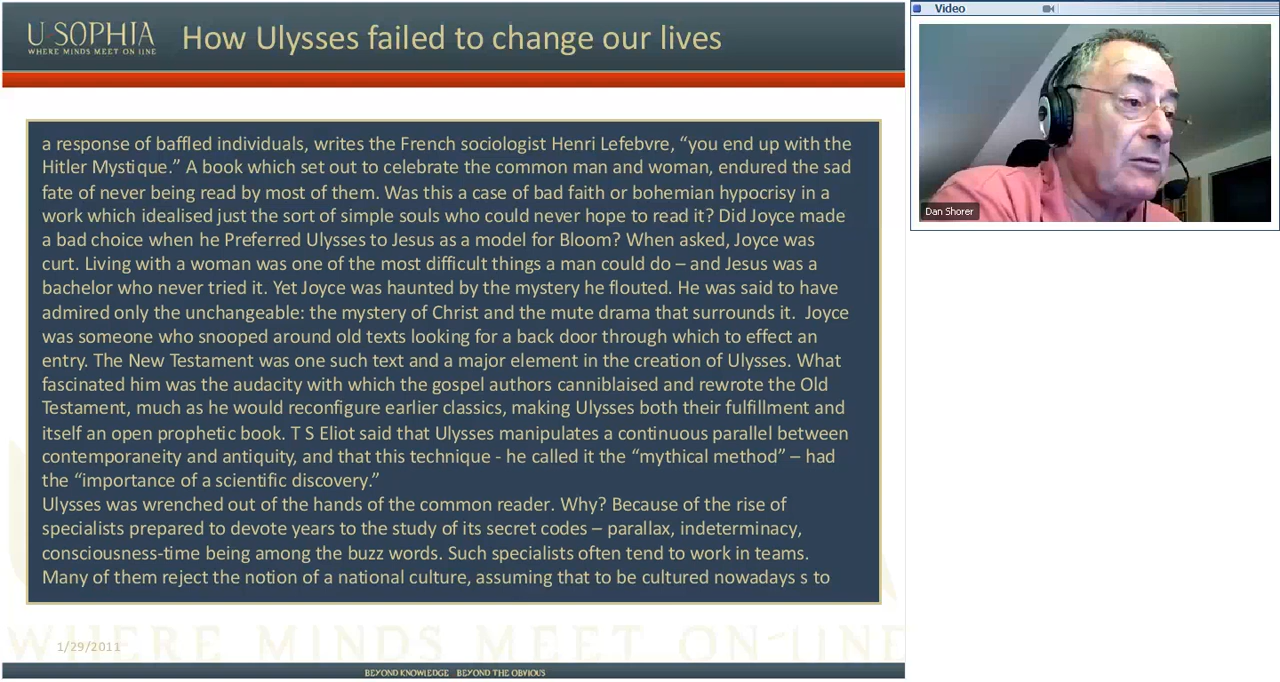 U SOPHIA
WHERE MINDS MEET ON LINE
How Ulysses failed to change our lives
a response of baffled individuals, writes the French sociologist Henri Lefebvre, “you end up with the
Hitler Mystique.” A book which set out to celebrate the common man and woman, endured the sad
fate of never being read by most of them. Was this a case of bad faith or bohemian hypocrisy in a
work which idealised just the sort of simple souls who could never hope to read it? Did Joyce made
a bad choice when he Preferred Ulysses to Jesus as a model for Bloom? When asked, Joyce was
curt. Living with a woman was one of the most difficult things a man could do – and Jesus was a
bachelor who never tried it. Yet Joyce was haunted by the mystery he flouted. He was said to have
admired only the unchangeable: the mystery of Christ and the mute drama that surrounds it. Joyce
was someone who snooped around old texts looking for a back door through which to effect an
entry. The New Testament was one such text and a major element in the creation of Ulysses. What
fascinated him was the audacity with which the gospel authors canniblaised and rewrote the Old
Testament, much as he would reconfigure earlier classics, making Ulysses both their fulfillment and
itself an open prophetic book. T S Eliot said that Ulysses manipulates a continuous parallel between
contemporaneity and antiquity, and that this technique - he called it the “mythical method” – had
the “importance of a scientific discovery.”
Ulysses was wrenched out of the hands of the common reader. Why? Because of the rise of
specialists prepared to devote years to the study of its secret codes – parallax, indeterminacy,
consciousness-time being among the buzz words. Such specialists often tend to work in teams.
Many of them reject the notion of a national culture, assuming that to be cultured nowadays s to
WHERE MINDS MEET ON LINE
1/29/2011
BEYOND KNOWLEDGE BEYOND THE OBVIOUS
Video
Dan Shorer